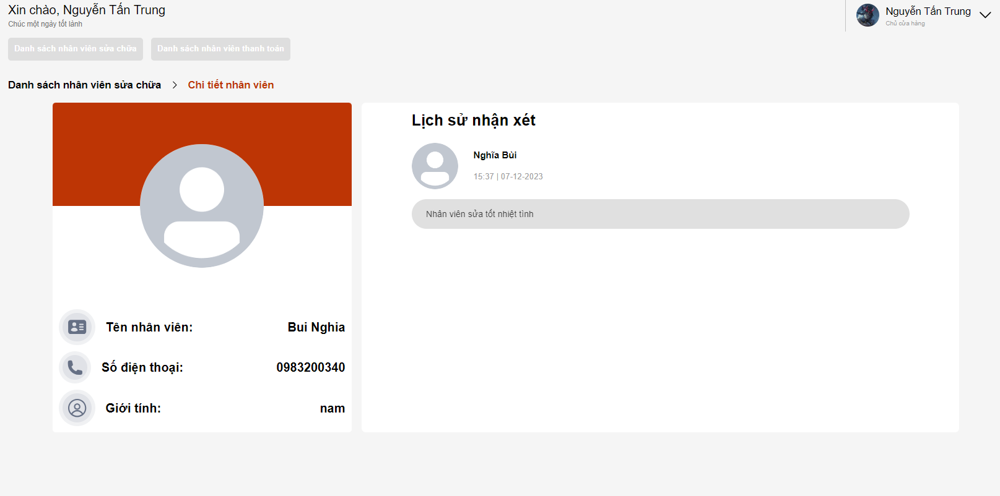 Xin chào, Nguyễn Tấn Trung
Chúc một ngày tốt lành
Nguyễn Tấn Trung
Chủ cửa hàng
Danh sách nhân viên sửa chữa
Danh sách nhân viên thanh toán
Danh sách nhân viên sửa chữa > Chi tiết nhân viên
Tên nhân viên: Bui Nghia
Số điện thoại: 0983200340
Giới tính: nam
Lịch sử nhận xét
Nghĩa Bùi
15:37 | 07-12-2023
Nhân viên sửa tốt nhiệt tình